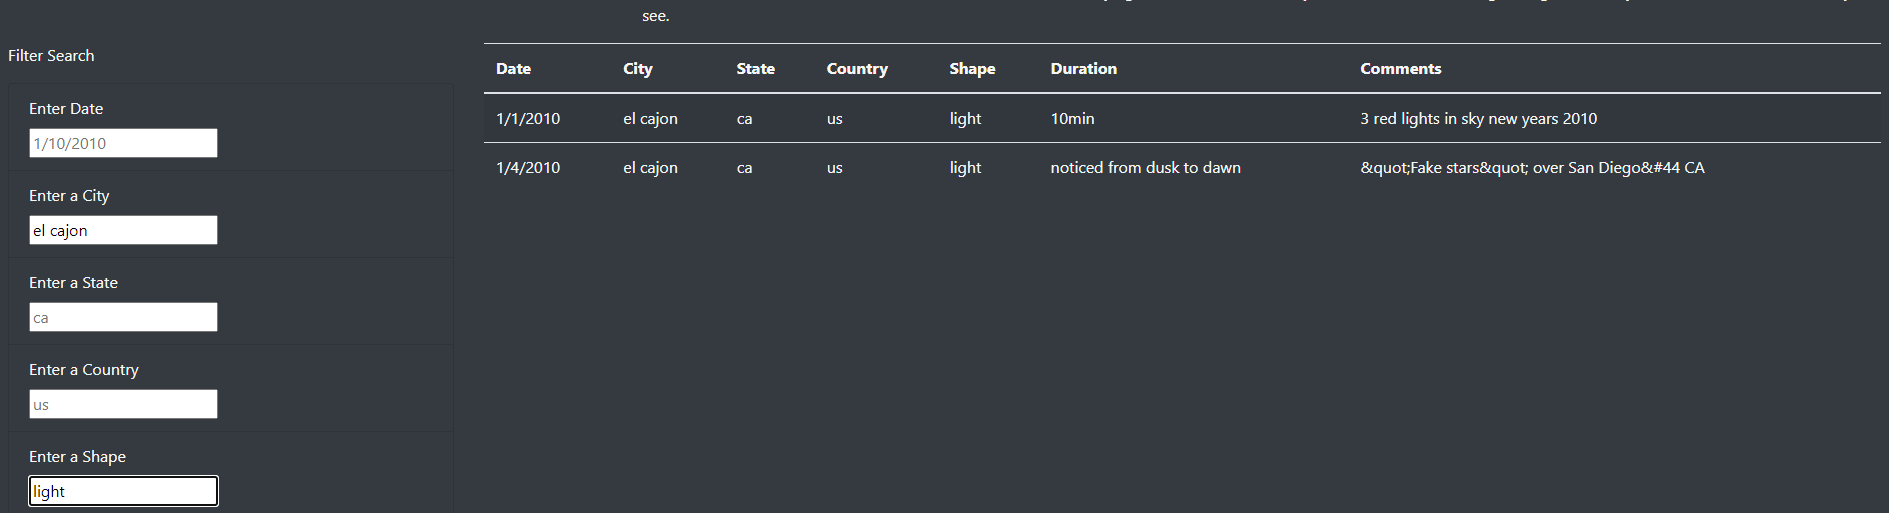 see.
Filter Search
Enter Date
1/10/2010
Enter a City
el cajon
Enter a State
ca
Enter a Country
us
Enter a Shape
light
Date City State Country Shape Duration Comments
1/1/2010 el cajon ca us light 10min 3 red lights in sky new years 2010
1/4/2010 el cajon ca us light noticed from dusk to dawn &quot;Fake stars&quot; over San Diego&#44 CA